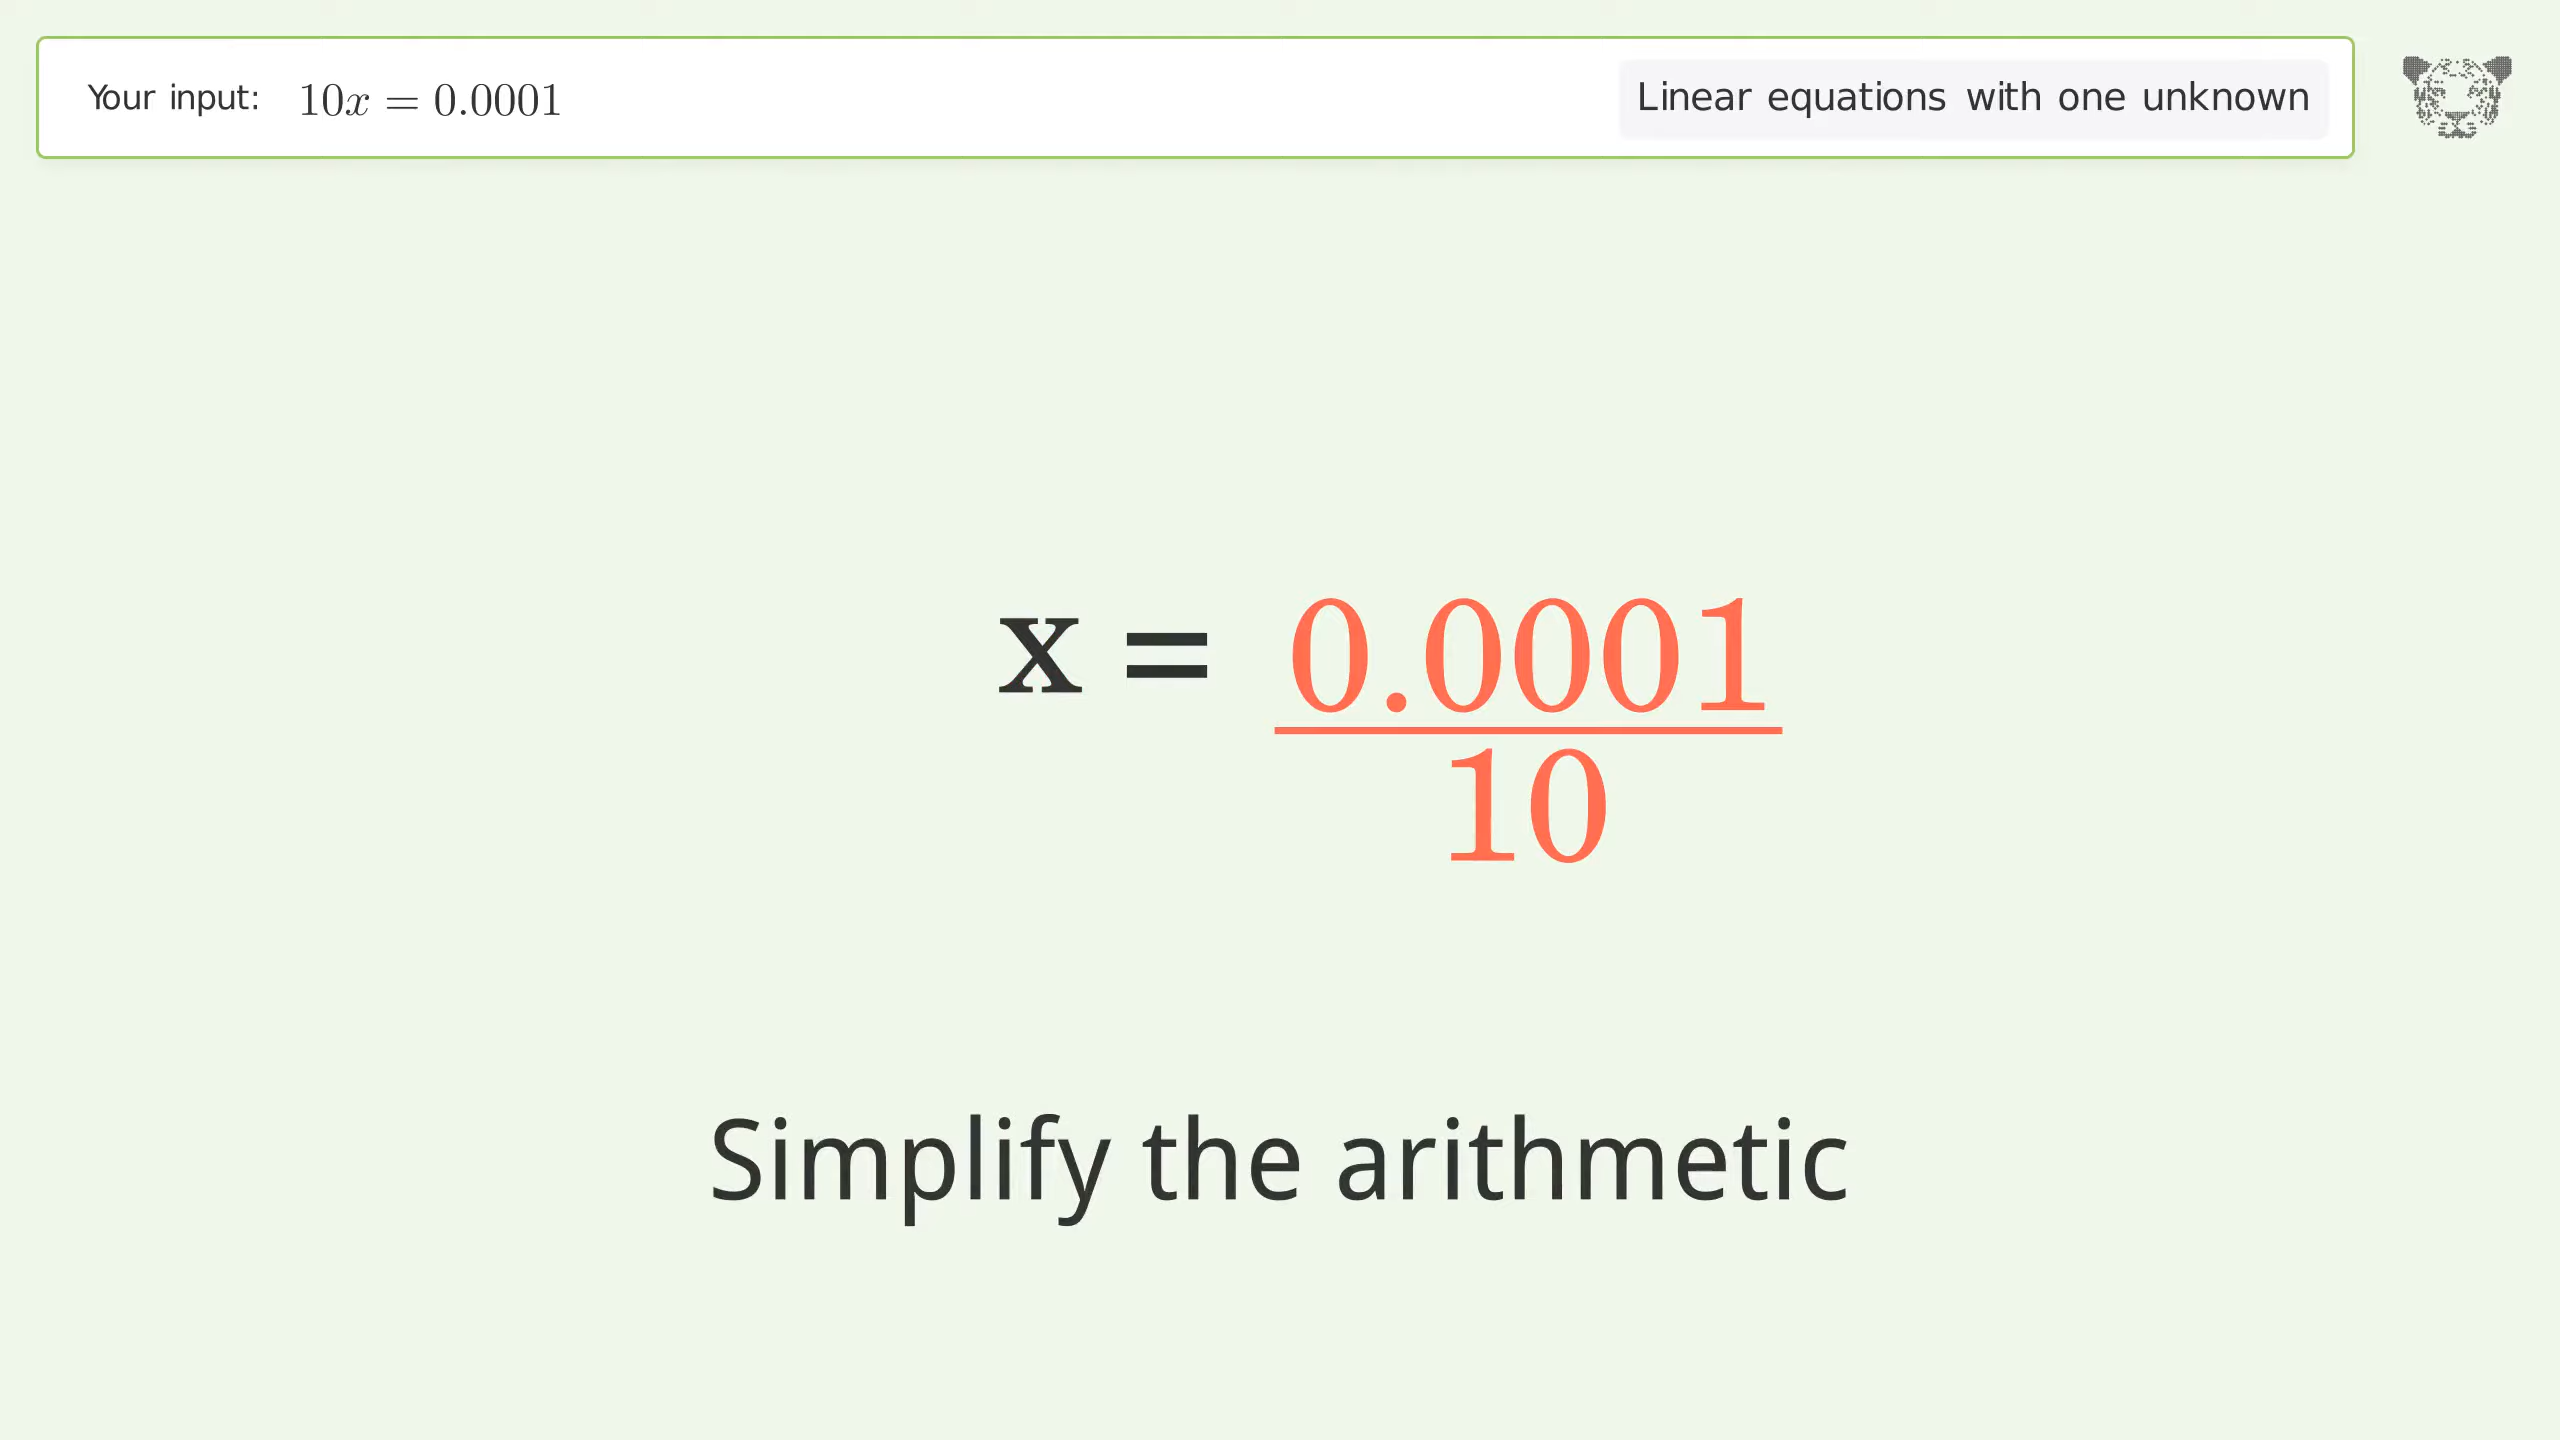 Your input: 10x = 0.0001
Linear equations with one unknown
x = 0.0001
10
Simplify the arithmetic